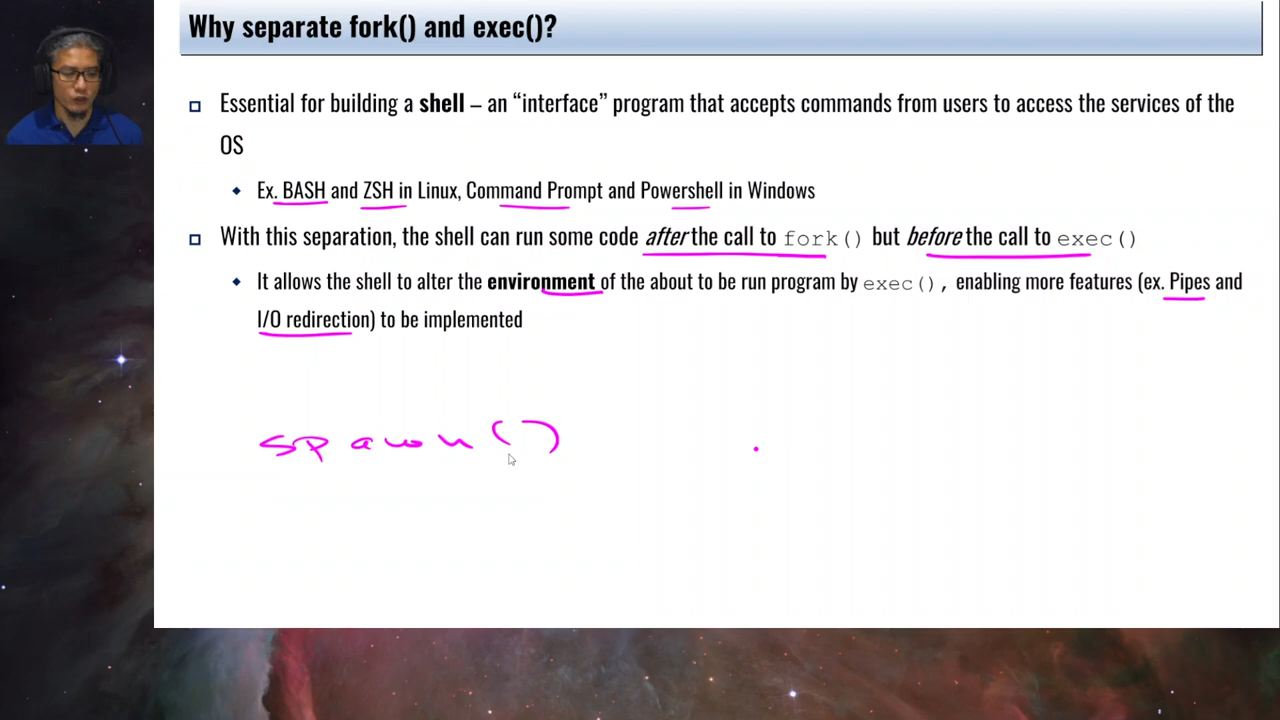 Why separate fork() and exec()?
Essential for building a shell – an “interface” program that accepts commands from users to access the services of the
OS
Ex. BASH and ZSH in Linux, Command Prompt and Powershell in Windows
With this separation, the shell can run some code after the call to fork() but before the call to exec()
It allows the shell to alter the environment of the about to be run program by exec(), enabling more features (ex. Pipes and
I/O redirection) to be implemented
spawn()